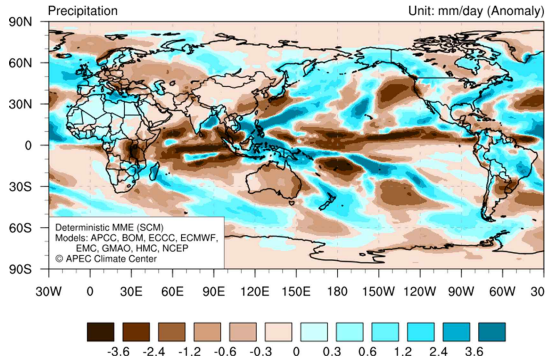 Precipitation Unit: mm/day (Anomaly)
90N
60N
30N
0
30S
60S
90S
Deterministic MME (SCM)
Models: APCC, BOM, ECCC, ECMWF,
EMC, GMAO, HMC, NCEP
© APEC Climate Center
30W 0 30E 60E 90E 120E 150E 180 150W 120W 90W 60W 30
-3.6 -2.4 -1.2 -0.6 -0.3 0 0.3 0.6 1.2 2.4 3.6